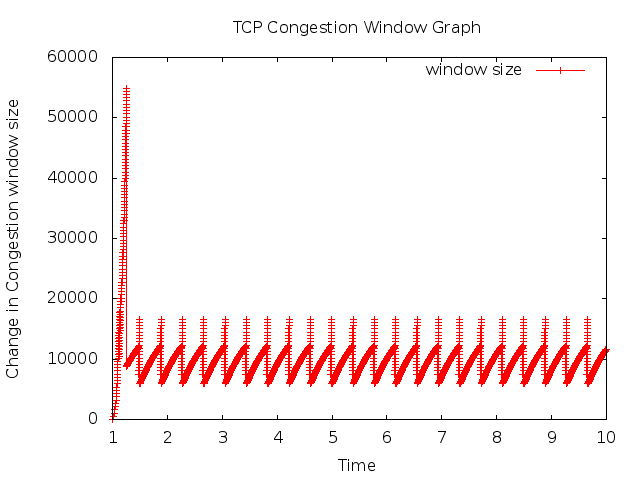 TCP Congestion Window Graph
window size
Change in Congestion window size
60000
50000
40000
30000
20000
10000
0
1 2 3 4 5 6 7 8 9 10
Time